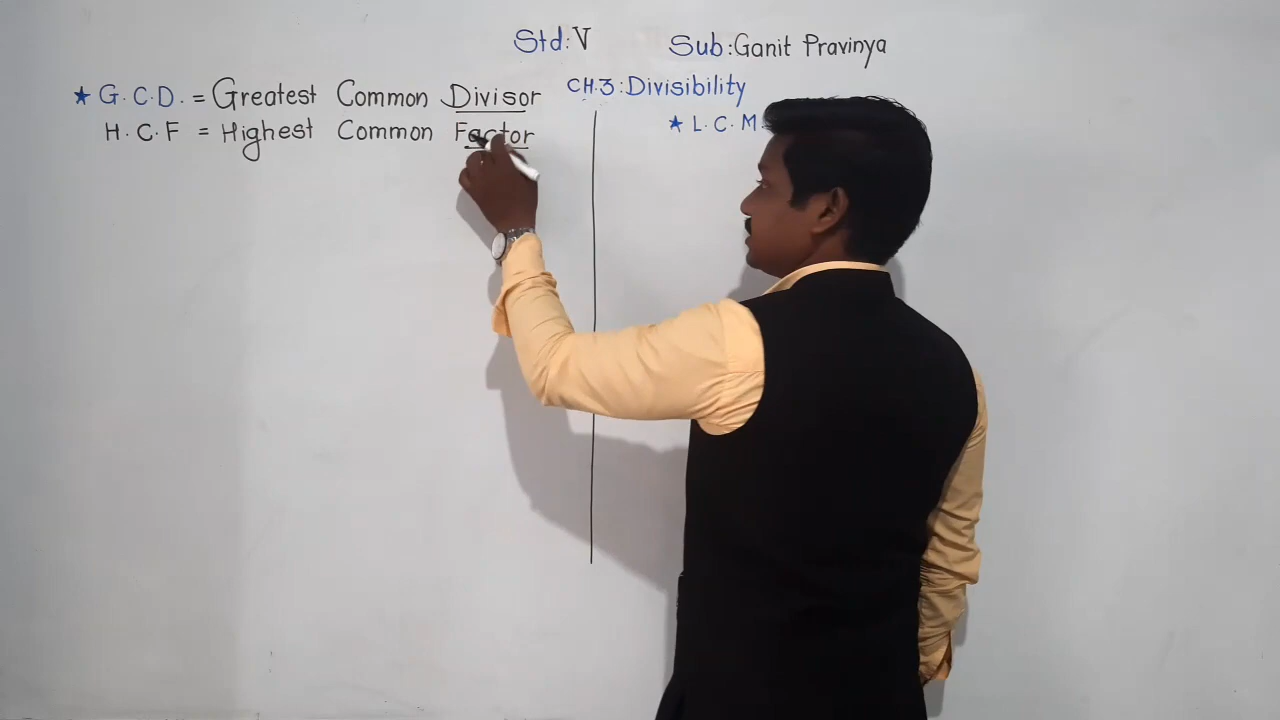 Std: V Sub: Ganit Pravinya
CH.3: Divisibility
★ G.C.D. = Greatest Common Divisor
H.C.F = Highest Common Factor
★ L.C.M